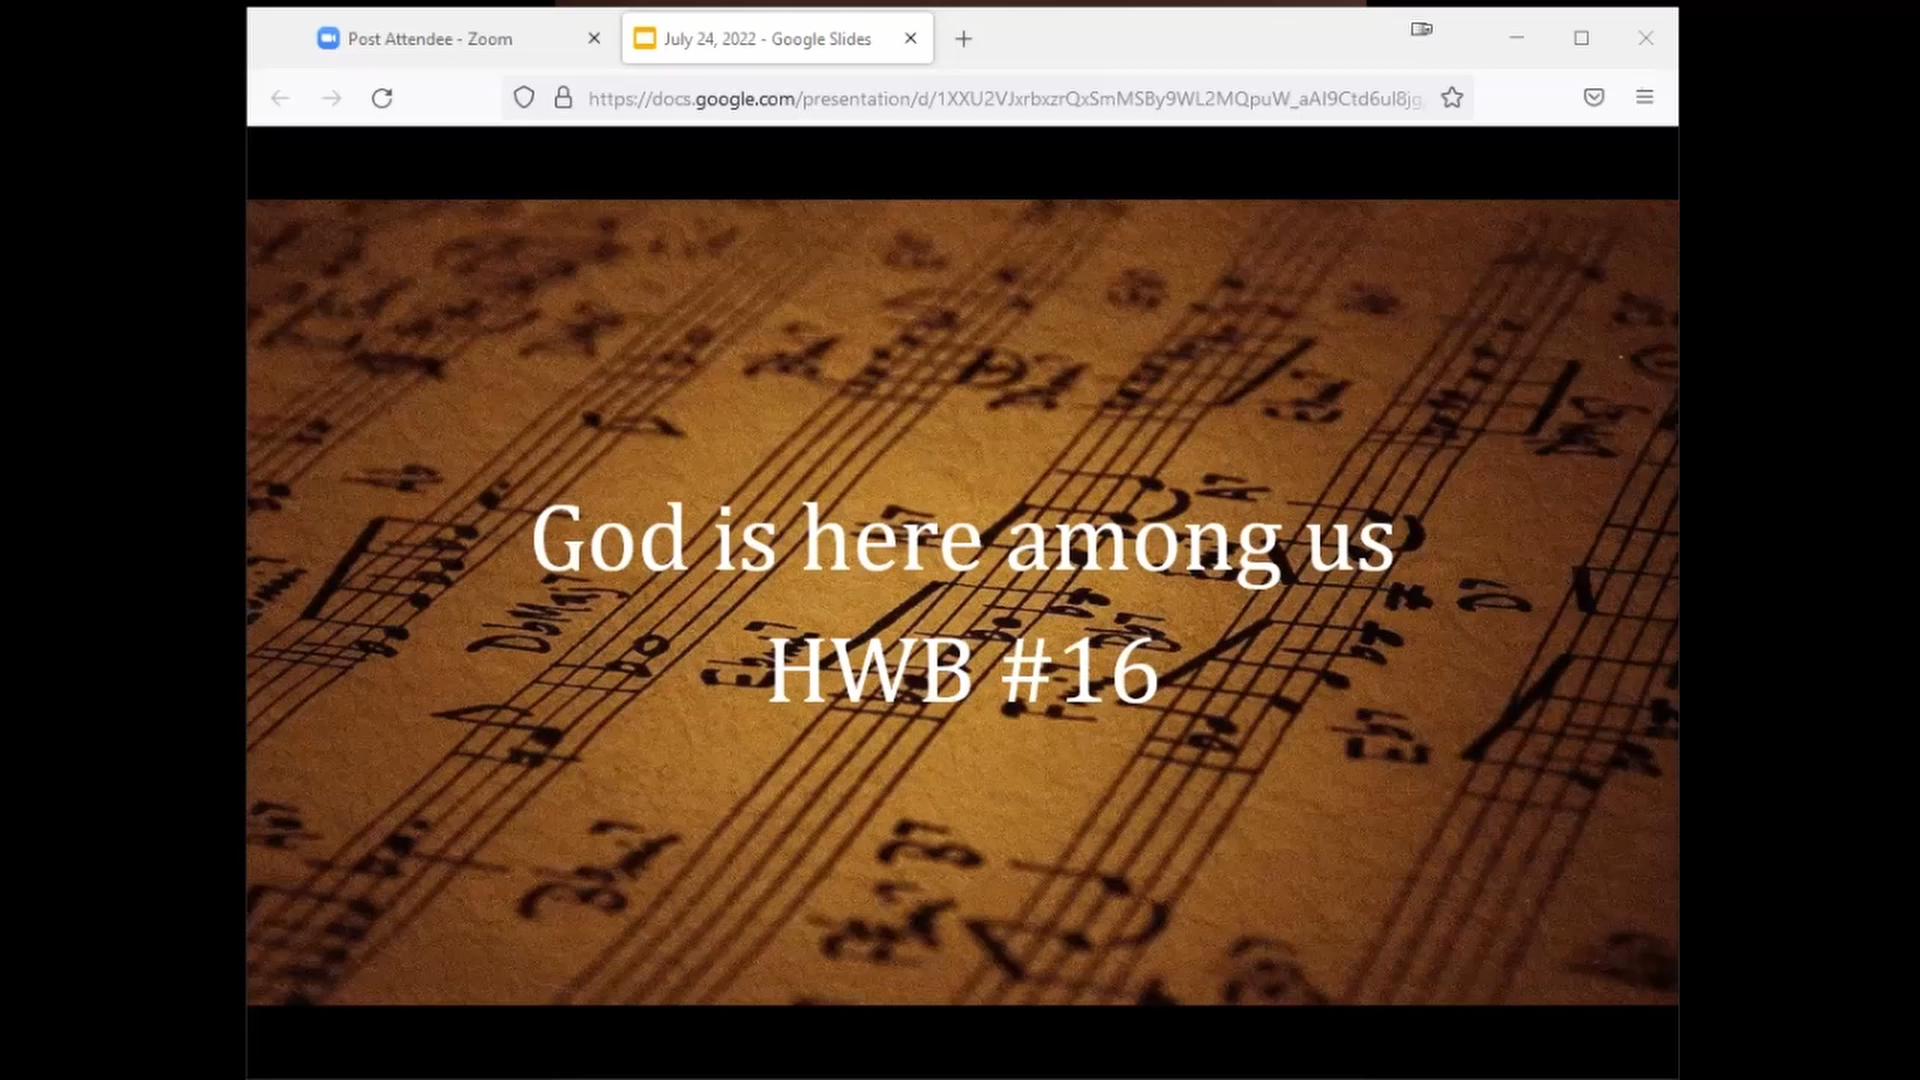 Post Attendee - Zoom
July 24, 2022 - Google Slides
https://docs.google.com/presentation/d/1XXU2VJxrbxzrQxSmMSBy9WL2MQpuW_aAI9Ctd6ul8jg
God is here among us
HWB #16